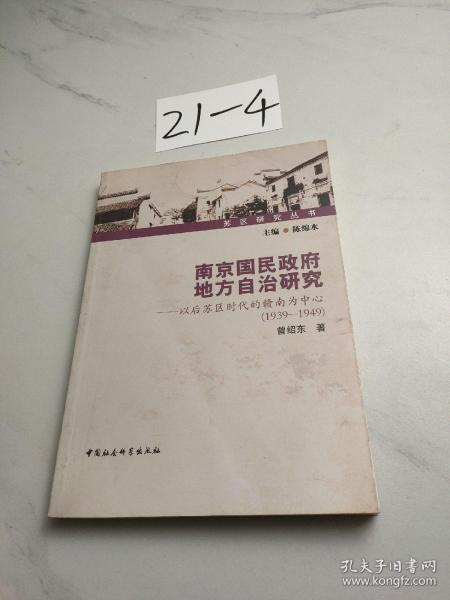 21-4
苏区研究丛书
主编●陈绵水
南京国民政府
地方自治研究
——以后苏区时代的赣南为中心
(1939—1949)
曾绍东 著
中国社会科学出版社
孔夫子旧书网
www.kongfz.com